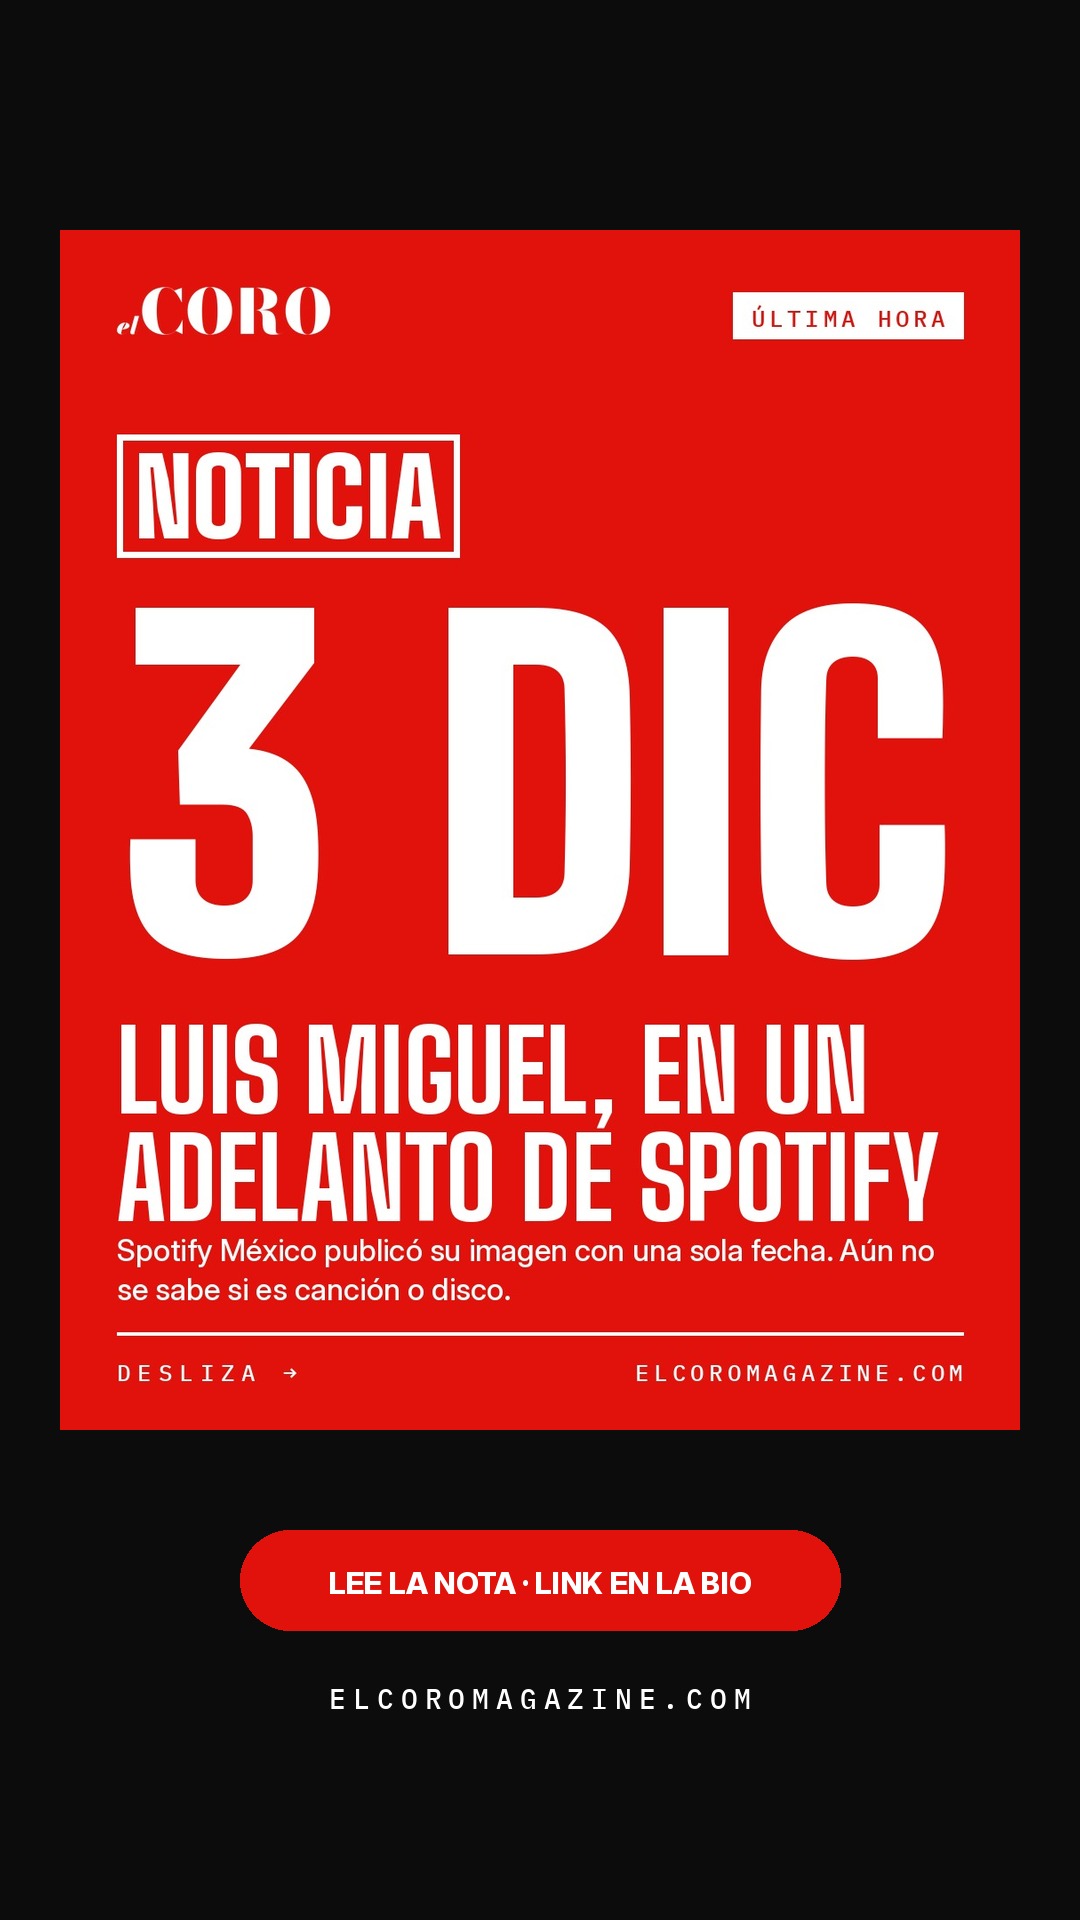 el CORO
ÚLTIMA HORA
NOTICIA
3 DIC
LUIS MIGUEL, EN UN
ADELANTO DE SPOTIFY
Spotify México publicó su imagen con una sola fecha. Aún no
se sabe si es canción o disco.
DESLIZA →
ELCOROMAGAZINE.COM
LEE LA NOTA · LINK EN LA BIO
ELCOROMAGAZINE.COM